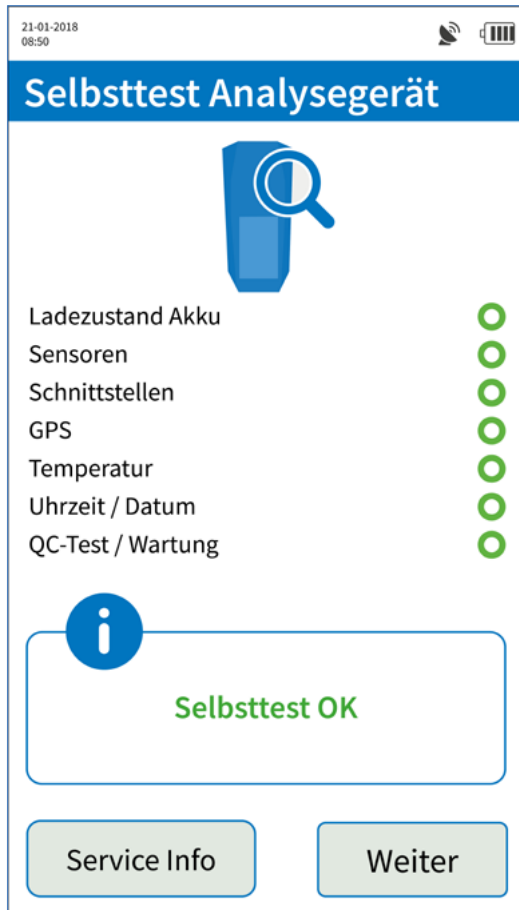 21-01-2018
08:50
Selbsttest Analysegerät
Ladezustand Akku
Sensoren
Schnittstellen
GPS
Temperatur
Uhrzeit / Datum
QC-Test / Wartung
i
Selbsttest OK
Service Info
Weiter